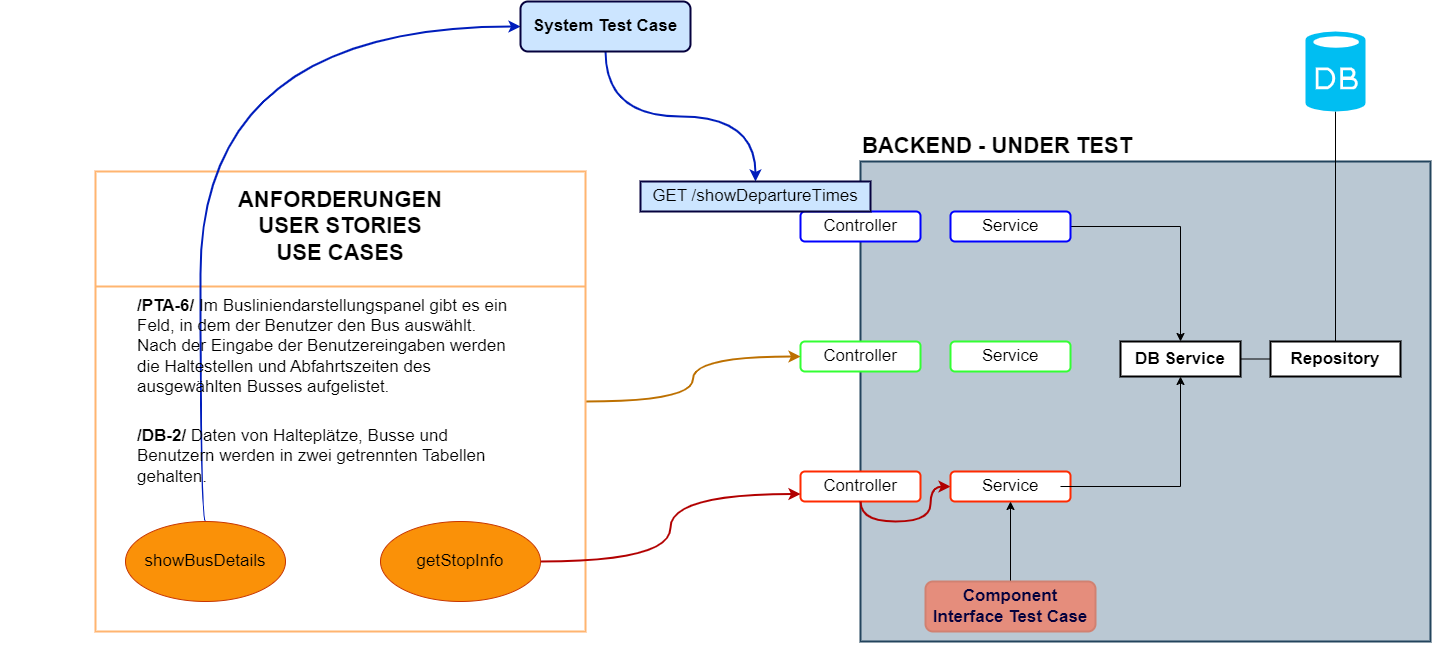 System Test Case
DB
BACKEND - UNDER TEST
GET /showDepartureTimes
ANFORDERUNGEN
USER STORIES
USE CASES
/PTA-6/ Im Busliniendarstellungspanel gibt es ein
Feld, in dem der Benutzer den Bus auswählt.
Nach der Eingabe der Benutzereingaben werden
die Haltestellen und Abfahrtszeiten des
ausgewählten Busses aufgelistet.
/DB-2/ Daten von Halteplätze, Busse und
Benutzern werden in zwei getrennten Tabellen
gehalten.
showBusDetails
getStopInfo
Controller
Service
Controller
Service
DB Service
Repository
Controller
Service
Component
Interface Test Case